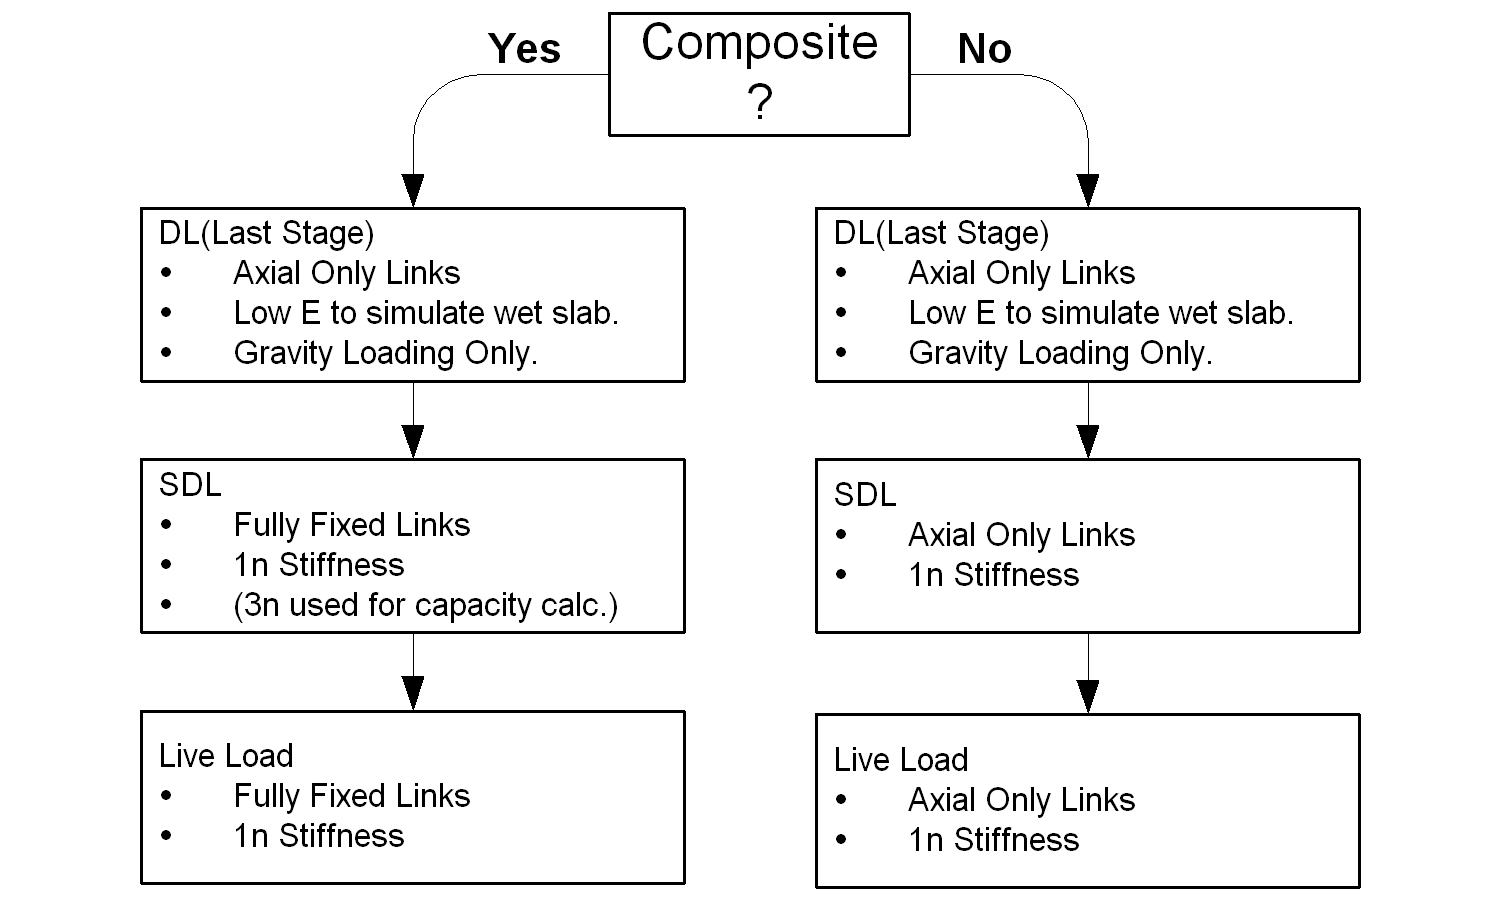 Composite
?
Yes
No
DL(Last Stage)
• Axial Only Links
• Low E to simulate wet slab.
• Gravity Loading Only.
SDL
• Fully Fixed Links
• 1n Stiffness
• (3n used for capacity calc.)
Live Load
• Fully Fixed Links
• 1n Stiffness
DL(Last Stage)
• Axial Only Links
• Low E to simulate wet slab.
• Gravity Loading Only.
SDL
• Axial Only Links
• 1n Stiffness
Live Load
• Axial Only Links
• 1n Stiffness